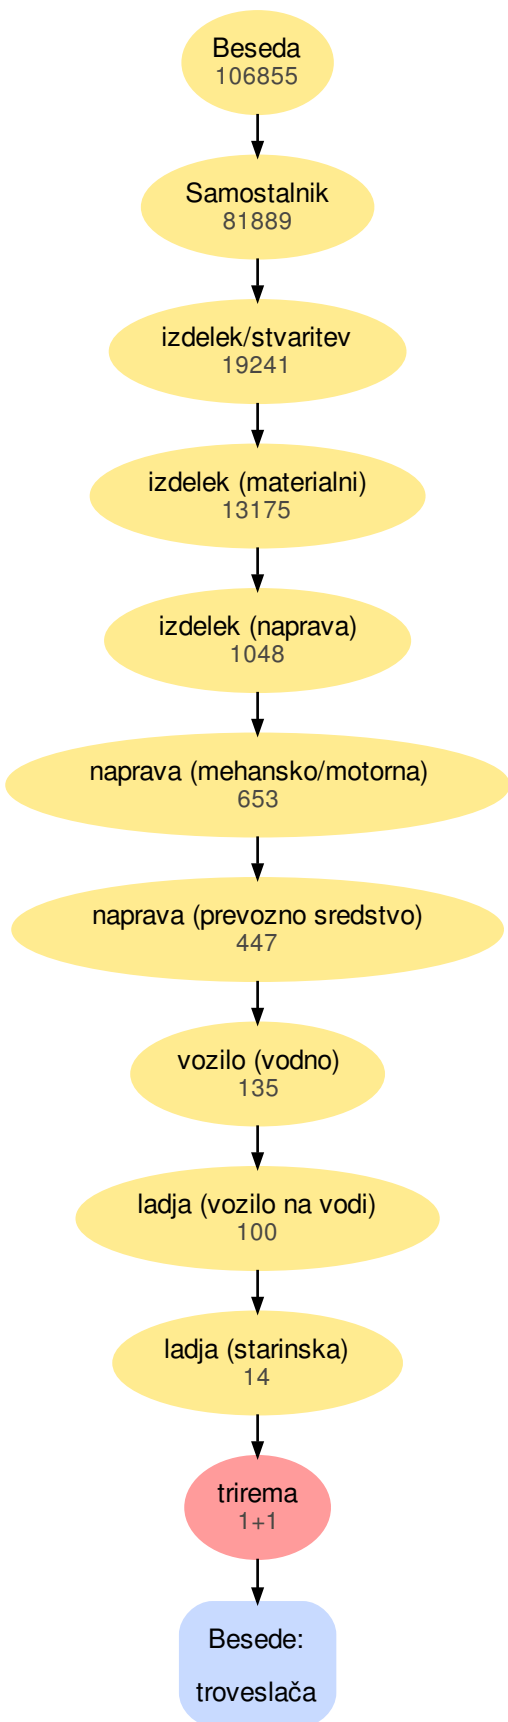 Beseda
106855
Samostalnik
81889
izdelek/stvaritev
19241
izdelek (materialni)
13175
izdelek (naprava)
1048
naprava (mehansko/motorna)
653
naprava (prevozno sredstvo)
447
vozilo (vodno)
135
ladja (vozilo na vodi)
100
ladja (starinska)
14
trirema
1+1
Besede:
troveslača